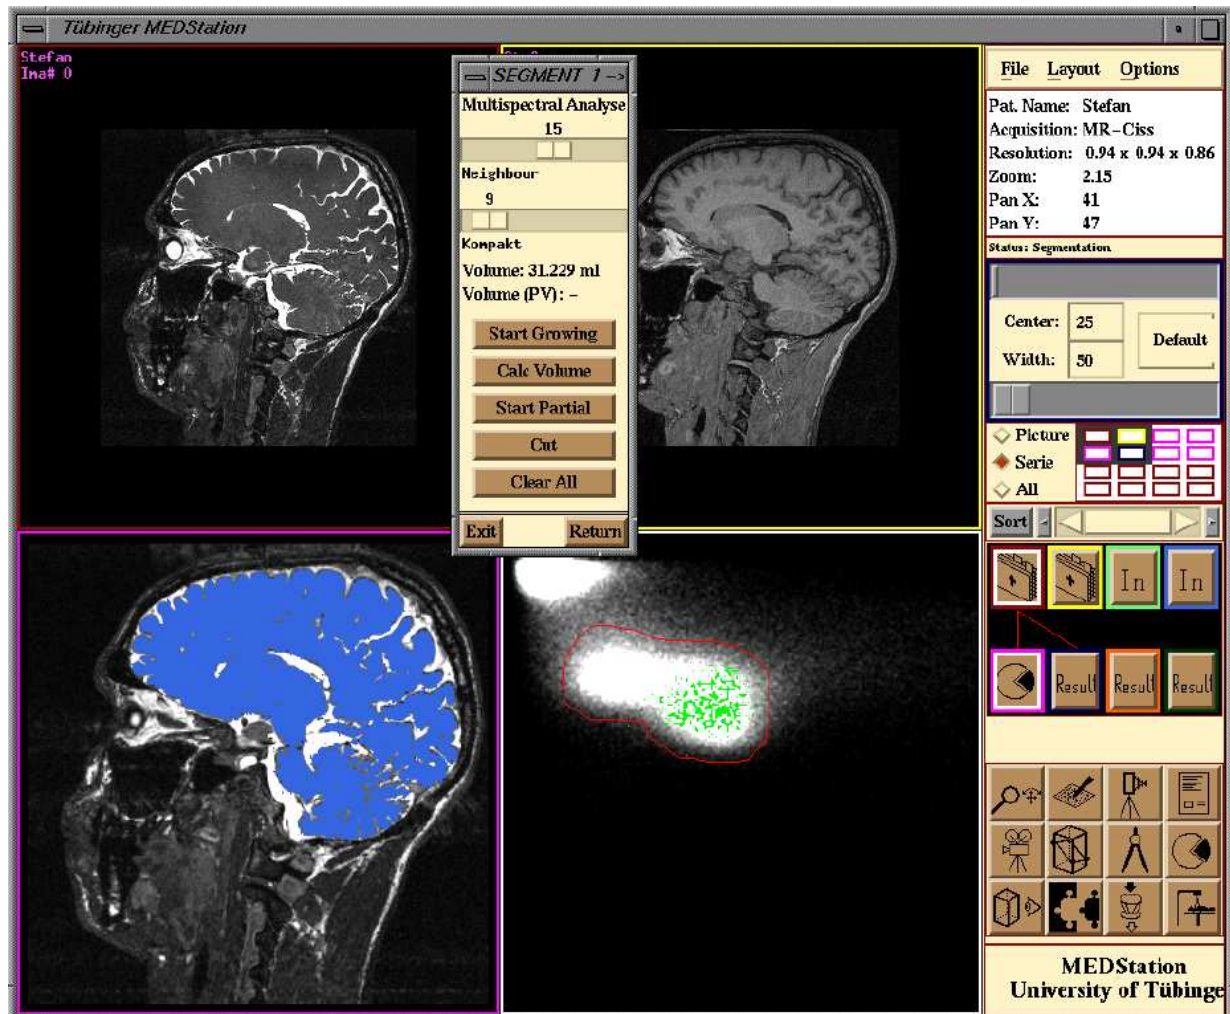 Tübinger MEDStation
Stefan
Ima# 0
SEGMENT 1 ->
Multispectral Analyse
15
Neighbour
9
Kompakt
Volume: 31.229 ml
Volume (PV): -
Start Growing
Calc Volume
Start Partial
Cut
Clear All
Exit Return
File Layout Options
Pat. Name: Stefan
Acquisition: MR-Ciss
Resolution: 0.94 x 0.94 x 0.86
Zoom: 2.15
Pan X: 41
Pan Y: 47
Status: Segmentation
Center: 25
Width: 50
Default
Picture
Serie
All
Sort
In In
Result Result Result
MEDStation
University of Tübinge